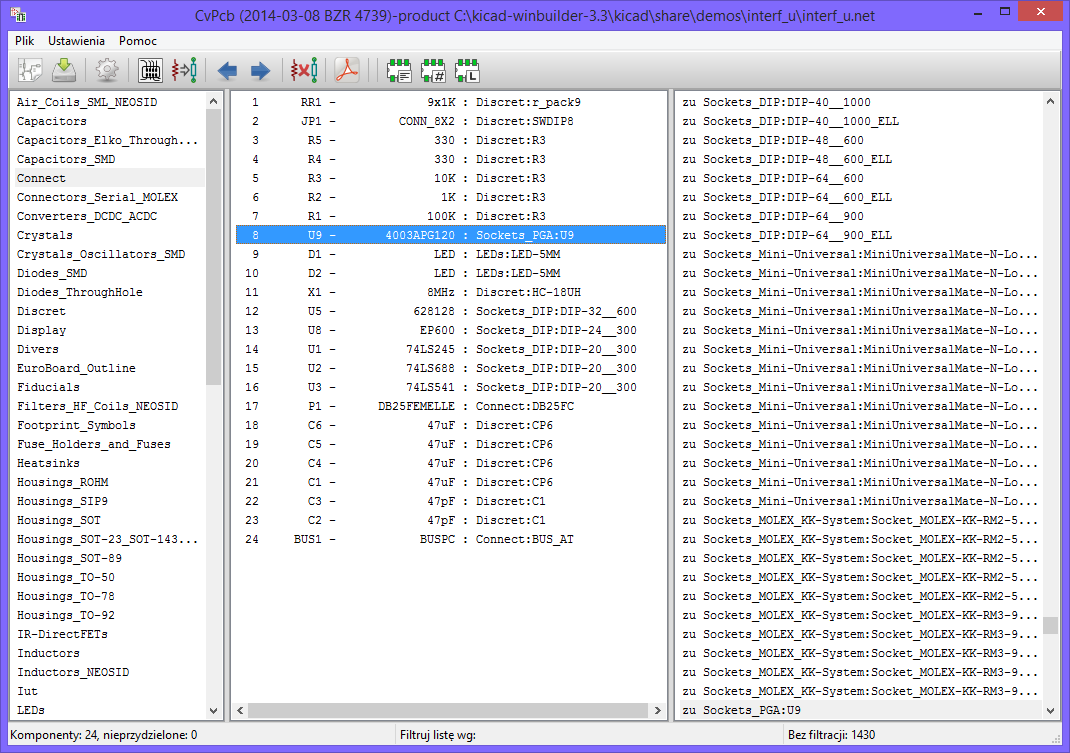 CvPcb (2014-03-08 BZR 4739)-product C:\kicad-winbuilder-3.3\kicad\share\demos\interf_u\interf_u.net
Plik Ustawienia Pomoc
Air_Coils_SML_NEOSID
Capacitors
Capacitors_Elko_Through...
Capacitors_SMD
Connect
Connectors_Serial_MOLEX
Converters_DCDC_ACDC
Crystals
Crystals_Oscillators_SMD
Diodes_SMD
Diodes_ThroughHole
Discret
Display
Divers
EuroBoard_Outline
Fiducials
Filters_HF_Coils_NEOSID
Footprint_Symbols
Fuse_Holders_and_Fuses
Heatsinks
Housings_ROHM
Housings_SIP9
Housings_SOT
Housings_SOT-23_SOT-143...
Housings_SOT-89
Housings_TO-50
Housings_TO-78
Housings_TO-92
IR-DirectFETs
Inductors
Inductors_NEOSID
Iut
LEDs
1 RR1 - 9x1K : Discret:r_pack9
2 JP1 - CONN_8X2 : Discret:SWDIP8
3 R5 - 330 : Discret:R3
4 R4 - 330 : Discret:R3
5 R3 - 10K : Discret:R3
6 R2 - 1K : Discret:R3
7 R1 - 100K : Discret:R3
8 U9 - 4003APG120 : Sockets_PGA:U9
9 D1 - LED : LEDs:LED-5MM
10 D2 - LED : LEDs:LED-5MM
11 X1 - 8MHz : Discret:HC-18UH
12 U5 - 628128 : Sockets_DIP:DIP-32__600
13 U8 - EP600 : Sockets_DIP:DIP-24__300
14 U1 - 74LS245 : Sockets_DIP:DIP-20__300
15 U2 - 74LS688 : Sockets_DIP:DIP-20__300
16 U3 - 74LS541 : Sockets_DIP:DIP-20__300
17 P1 - DB25FEMELLE : Connect:DB25FC
18 C6 - 47uF : Discret:CP6
19 C5 - 47uF : Discret:CP6
20 C4 - 47uF : Discret:CP6
21 C1 - 47uF : Discret:CP6
22 C3 - 47pF : Discret:C1
23 C2 - 47pF : Discret:C1
24 BUS1 - BUSPC : Connect:BUS_AT
zu Sockets_DIP:DIP-40__1000
zu Sockets_DIP:DIP-40__1000_ELL
zu Sockets_DIP:DIP-48__600
zu Sockets_DIP:DIP-48__600_ELL
zu Sockets_DIP:DIP-64__600
zu Sockets_DIP:DIP-64__600_ELL
zu Sockets_DIP:DIP-64__900
zu Sockets_DIP:DIP-64__900_ELL
zu Sockets_Mini-Universal:MiniUniversalMate-N-Lo...
zu Sockets_Mini-Universal:MiniUniversalMate-N-Lo...
zu Sockets_Mini-Universal:MiniUniversalMate-N-Lo...
zu Sockets_Mini-Universal:MiniUniversalMate-N-Lo...
zu Sockets_Mini-Universal:MiniUniversalMate-N-Lo...
zu Sockets_Mini-Universal:MiniUniversalMate-N-Lo...
zu Sockets_Mini-Universal:MiniUniversalMate-N-Lo...
zu Sockets_Mini-Universal:MiniUniversalMate-N-Lo...
zu Sockets_Mini-Universal:MiniUniversalMate-N-Lo...
zu Sockets_Mini-Universal:MiniUniversalMate-N-Lo...
zu Sockets_Mini-Universal:MiniUniversalMate-N-Lo...
zu Sockets_Mini-Universal:MiniUniversalMate-N-Lo...
zu Sockets_Mini-Universal:MiniUniversalMate-N-Lo...
zu Sockets_Mini-Universal:MiniUniversalMate-N-Lo...
zu Sockets_MOLEX_KK-System:Socket_MOLEX-KK-RM2-5...
zu Sockets_MOLEX_KK-System:Socket_MOLEX-KK-RM2-5...
zu Sockets_MOLEX_KK-System:Socket_MOLEX-KK-RM2-5...
zu Sockets_MOLEX_KK-System:Socket_MOLEX-KK-RM2-5...
zu Sockets_MOLEX_KK-System:Socket_MOLEX-KK-RM2-5...
zu Sockets_MOLEX_KK-System:Socket_MOLEX-KK-RM3-9...
zu Sockets_MOLEX_KK-System:Socket_MOLEX-KK-RM3-9...
zu Sockets_MOLEX_KK-System:Socket_MOLEX-KK-RM3-9...
zu Sockets_MOLEX_KK-System:Socket_MOLEX-KK-RM3-9...
zu Sockets_MOLEX_KK-System:Socket_MOLEX-KK-RM3-9...
zu Sockets_PGA:U9
Komponenty: 24, nieprzydzielone: 0
Filtruj listę wg:
Bez filtracji: 1430